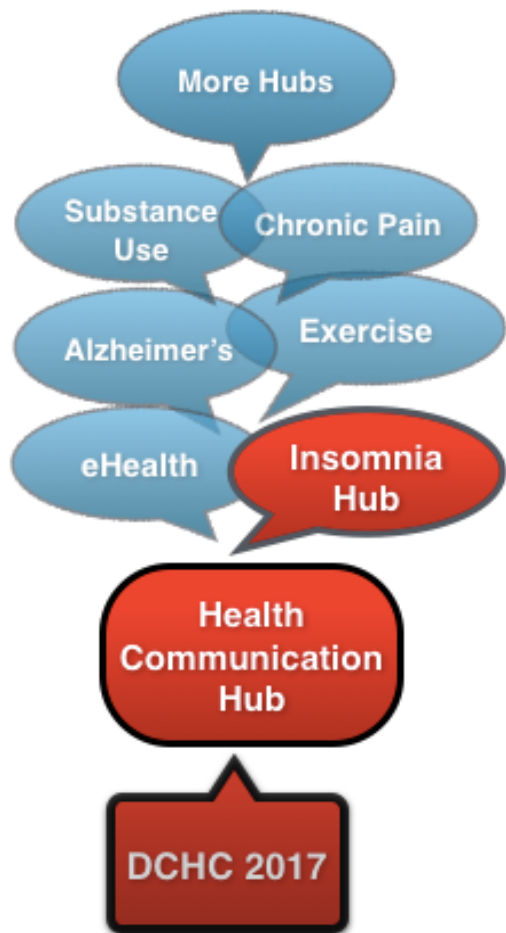 More Hubs
Substance
Use
Chronic Pain
Alzheimer's
Exercise
eHealth
Insomnia
Hub
Health
Communication
Hub
DCHC 2017